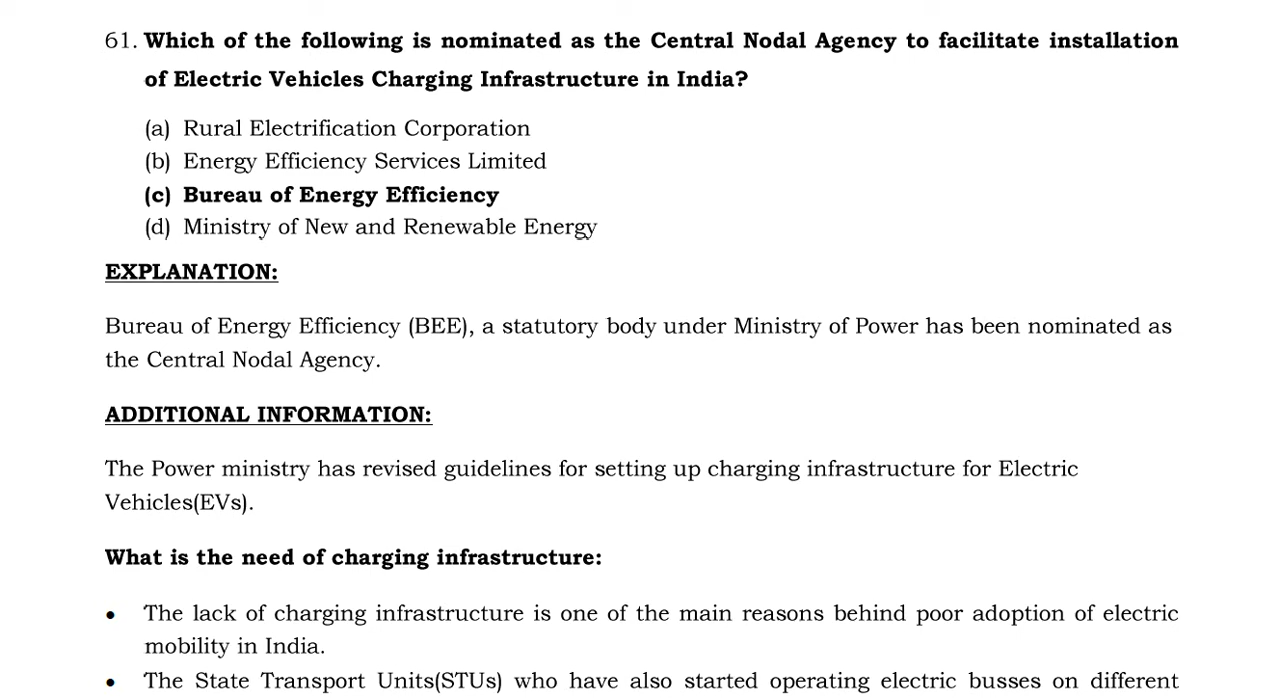 61. Which of the following is nominated as the Central Nodal Agency to facilitate installation
of Electric Vehicles Charging Infrastructure in India?
(a) Rural Electrification Corporation
(b) Energy Efficiency Services Limited
(c) Bureau of Energy Efficiency
(d) Ministry of New and Renewable Energy
EXPLANATION:
Bureau of Energy Efficiency (BEE), a statutory body under Ministry of Power has been nominated as
the Central Nodal Agency.
ADDITIONAL INFORMATION:
The Power ministry has revised guidelines for setting up charging infrastructure for Electric
Vehicles(EVs).
What is the need of charging infrastructure:
• The lack of charging infrastructure is one of the main reasons behind poor adoption of electric
mobility in India.
• The State Transport Units(STUs) who have also started operating electric busses on different